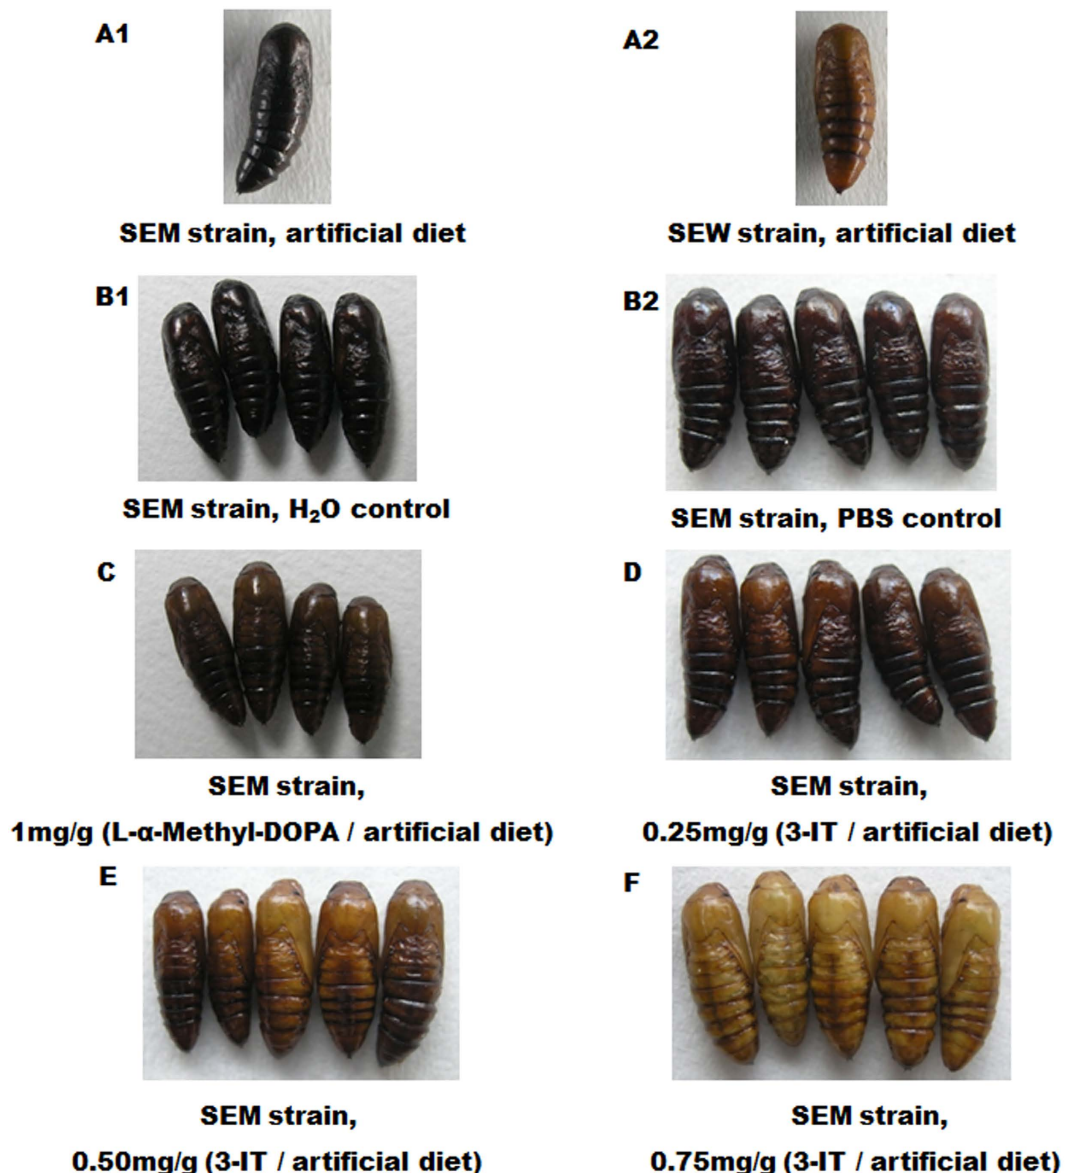 A1
A2
SEM strain, artificial diet
SEW strain, artificial diet
B1
B2
SEM strain, H₂O control
SEM strain, PBS control
C
D
SEM strain,
1mg/g (L-α-Methyl-DOPA / artificial diet)
SEM strain,
0.25mg/g (3-IT / artificial diet)
E
F
SEM strain,
0.50mg/g (3-IT / artificial diet)
SEM strain,
0.75mg/g (3-IT / artificial diet)